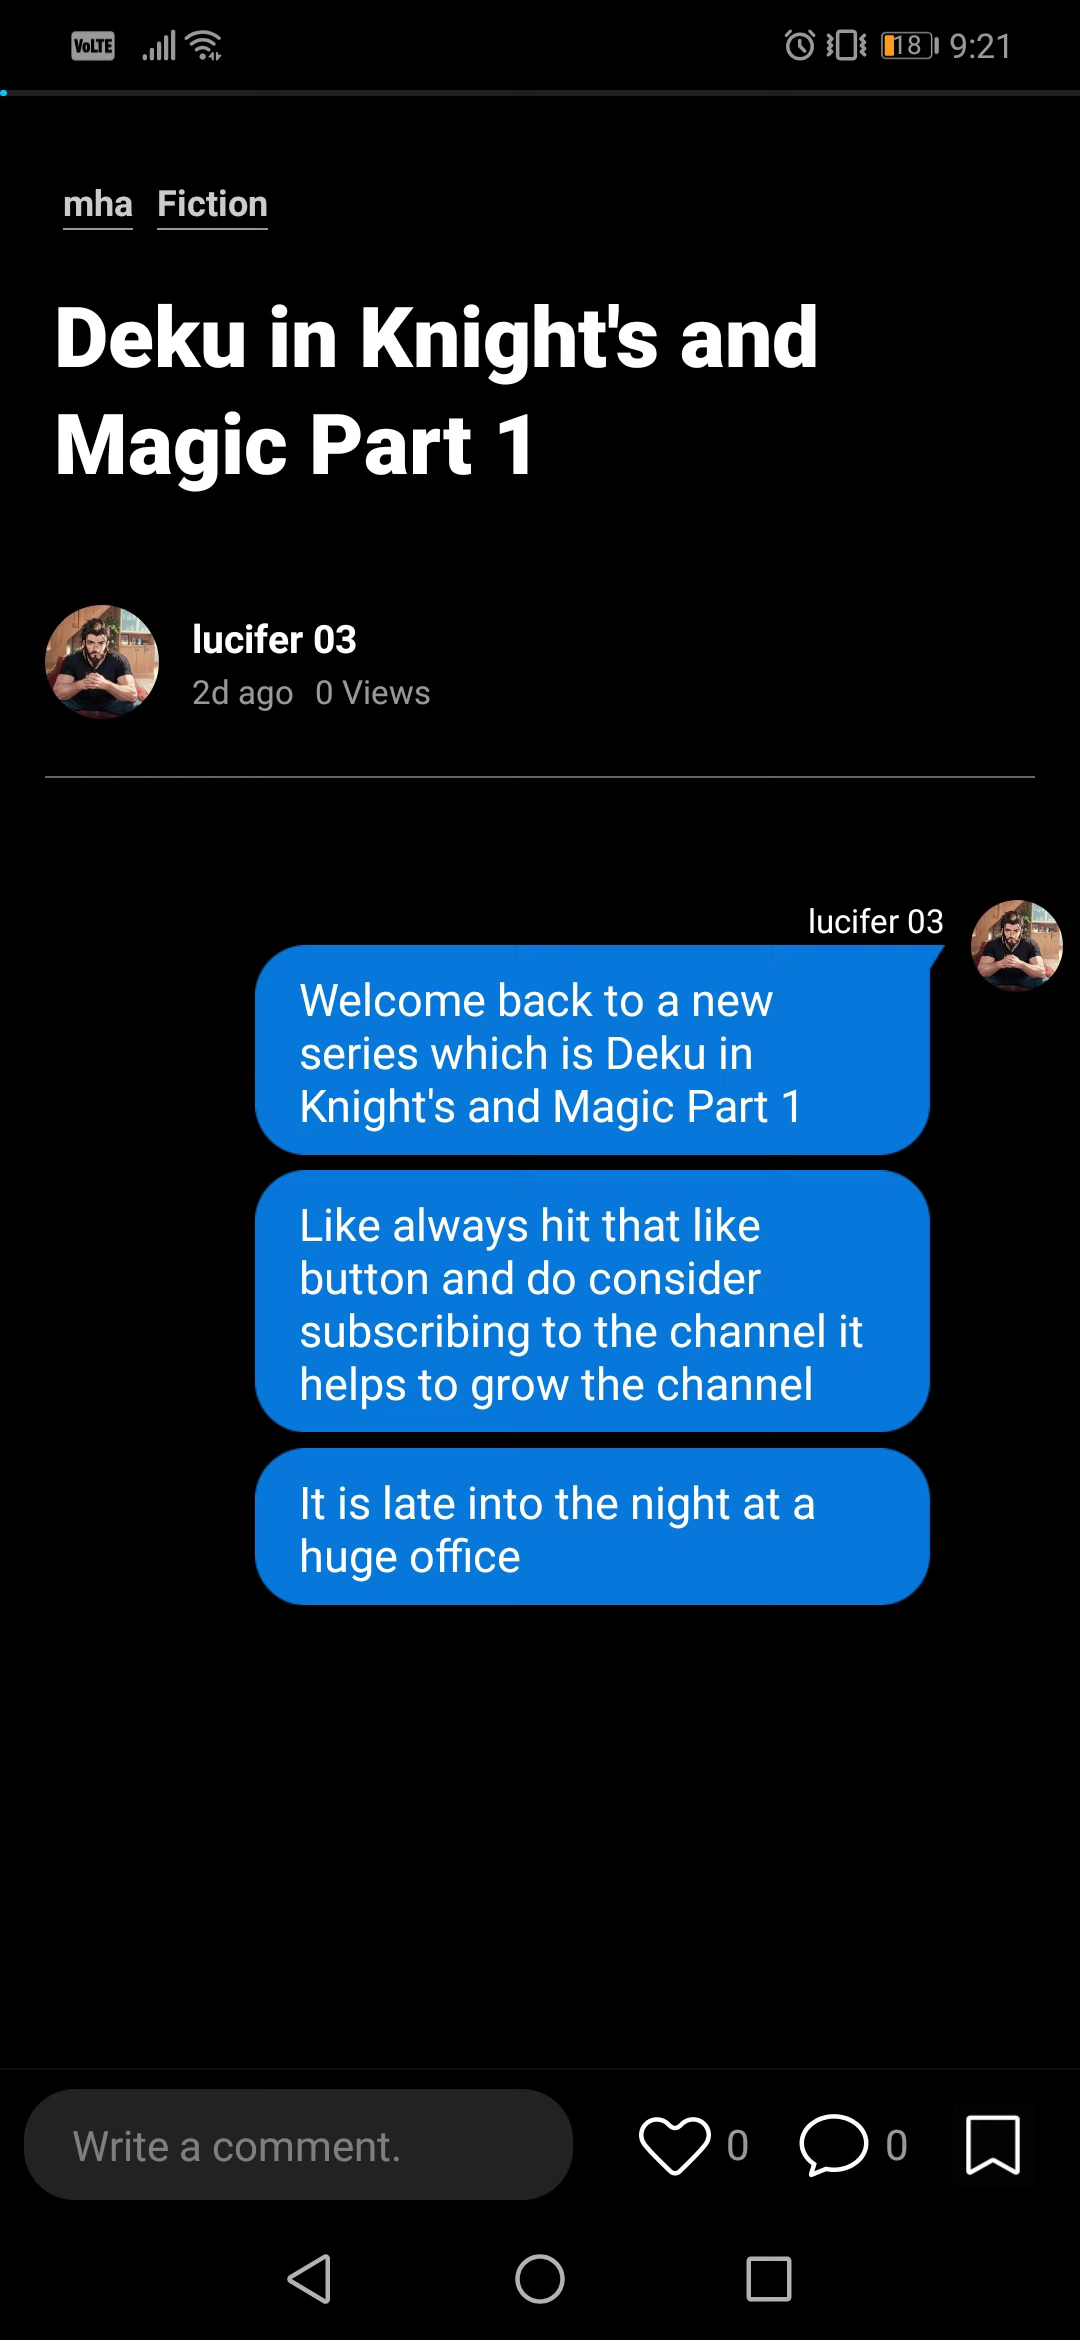 VoLTE 18 9:21
mha Fiction
Deku in Knight's and
Magic Part 1
lucifer 03
2d ago 0 Views
lucifer 03
Welcome back to a new
series which is Deku in
Knight's and Magic Part 1
Like always hit that like
button and do consider
subscribing to the channel it
helps to grow the channel
It is late into the night at a
huge office
Write a comment. 0 0